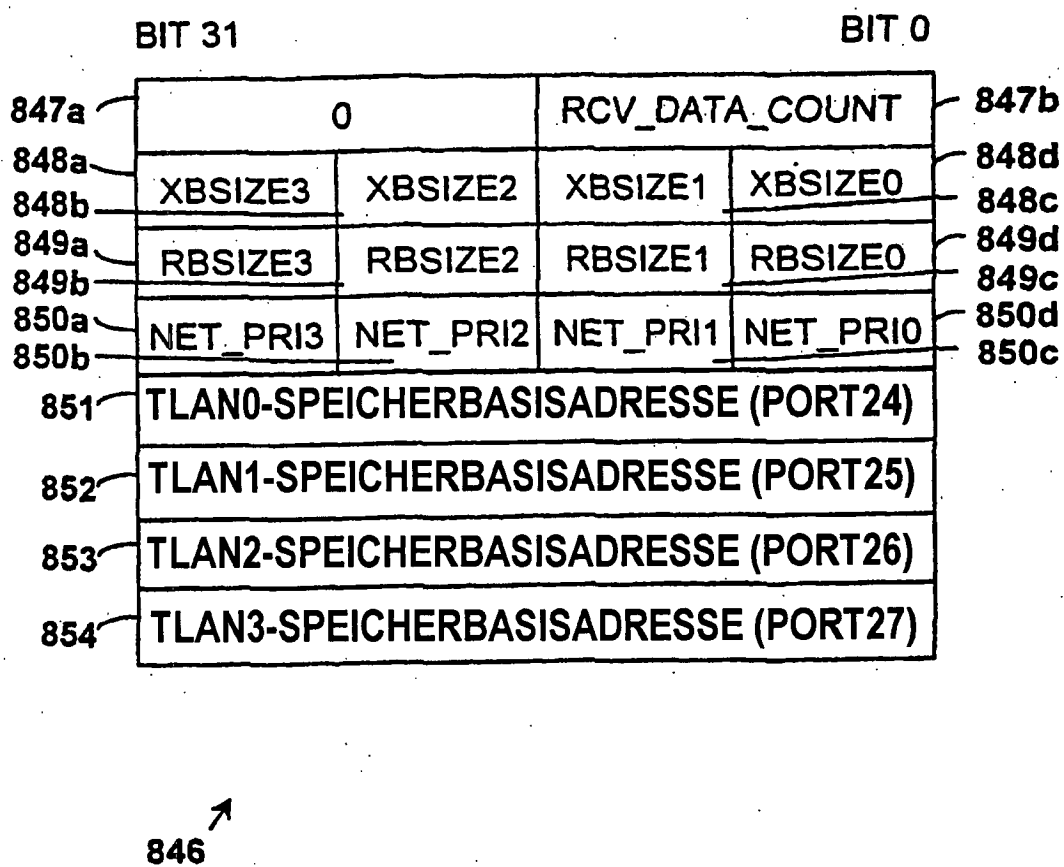 BIT 31 BIT 0
847a 0 RCV_DATA_COUNT 847b
848a XBSIZE3 XBSIZE2 XBSIZE1 XBSIZE0 848d
848b 848c
849a RBSIZE3 RBSIZE2 RBSIZE1 RBSIZE0 849d
849b 849c
850a NET_PRI3 NET_PRI2 NET_PRI1 NET_PRI0 850d
850b 850c
851 TLAN0-SPEICHERBASISADRESSE (PORT24)
852 TLAN1-SPEICHERBASISADRESSE (PORT25)
853 TLAN2-SPEICHERBASISADRESSE (PORT26)
854 TLAN3-SPEICHERBASISADRESSE (PORT27)
846